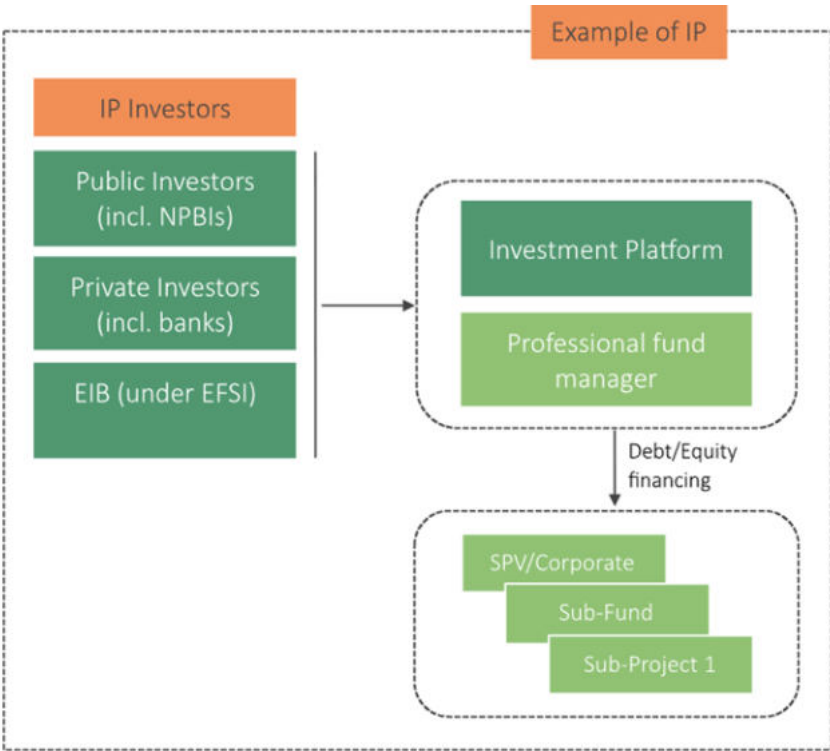 Example of IP
IP Investors
Public Investors
(incl. NPBIs)
Private Investors
(incl. banks)
EIB (under EFSI)
Investment Platform
Professional fund
manager
Debt/Equity
financing
SPV/Corporate
Sub-Fund
Sub-Project 1